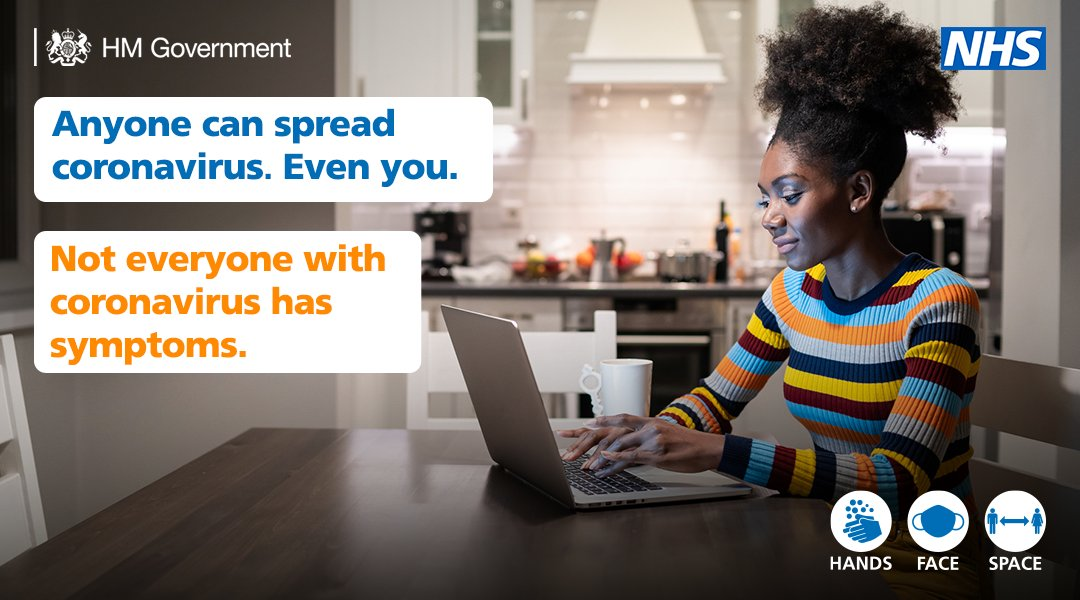 HM Government
NHS
Anyone can spread
coronavirus. Even you.
Not everyone with
coronavirus has
symptoms.
HANDS FACE SPACE